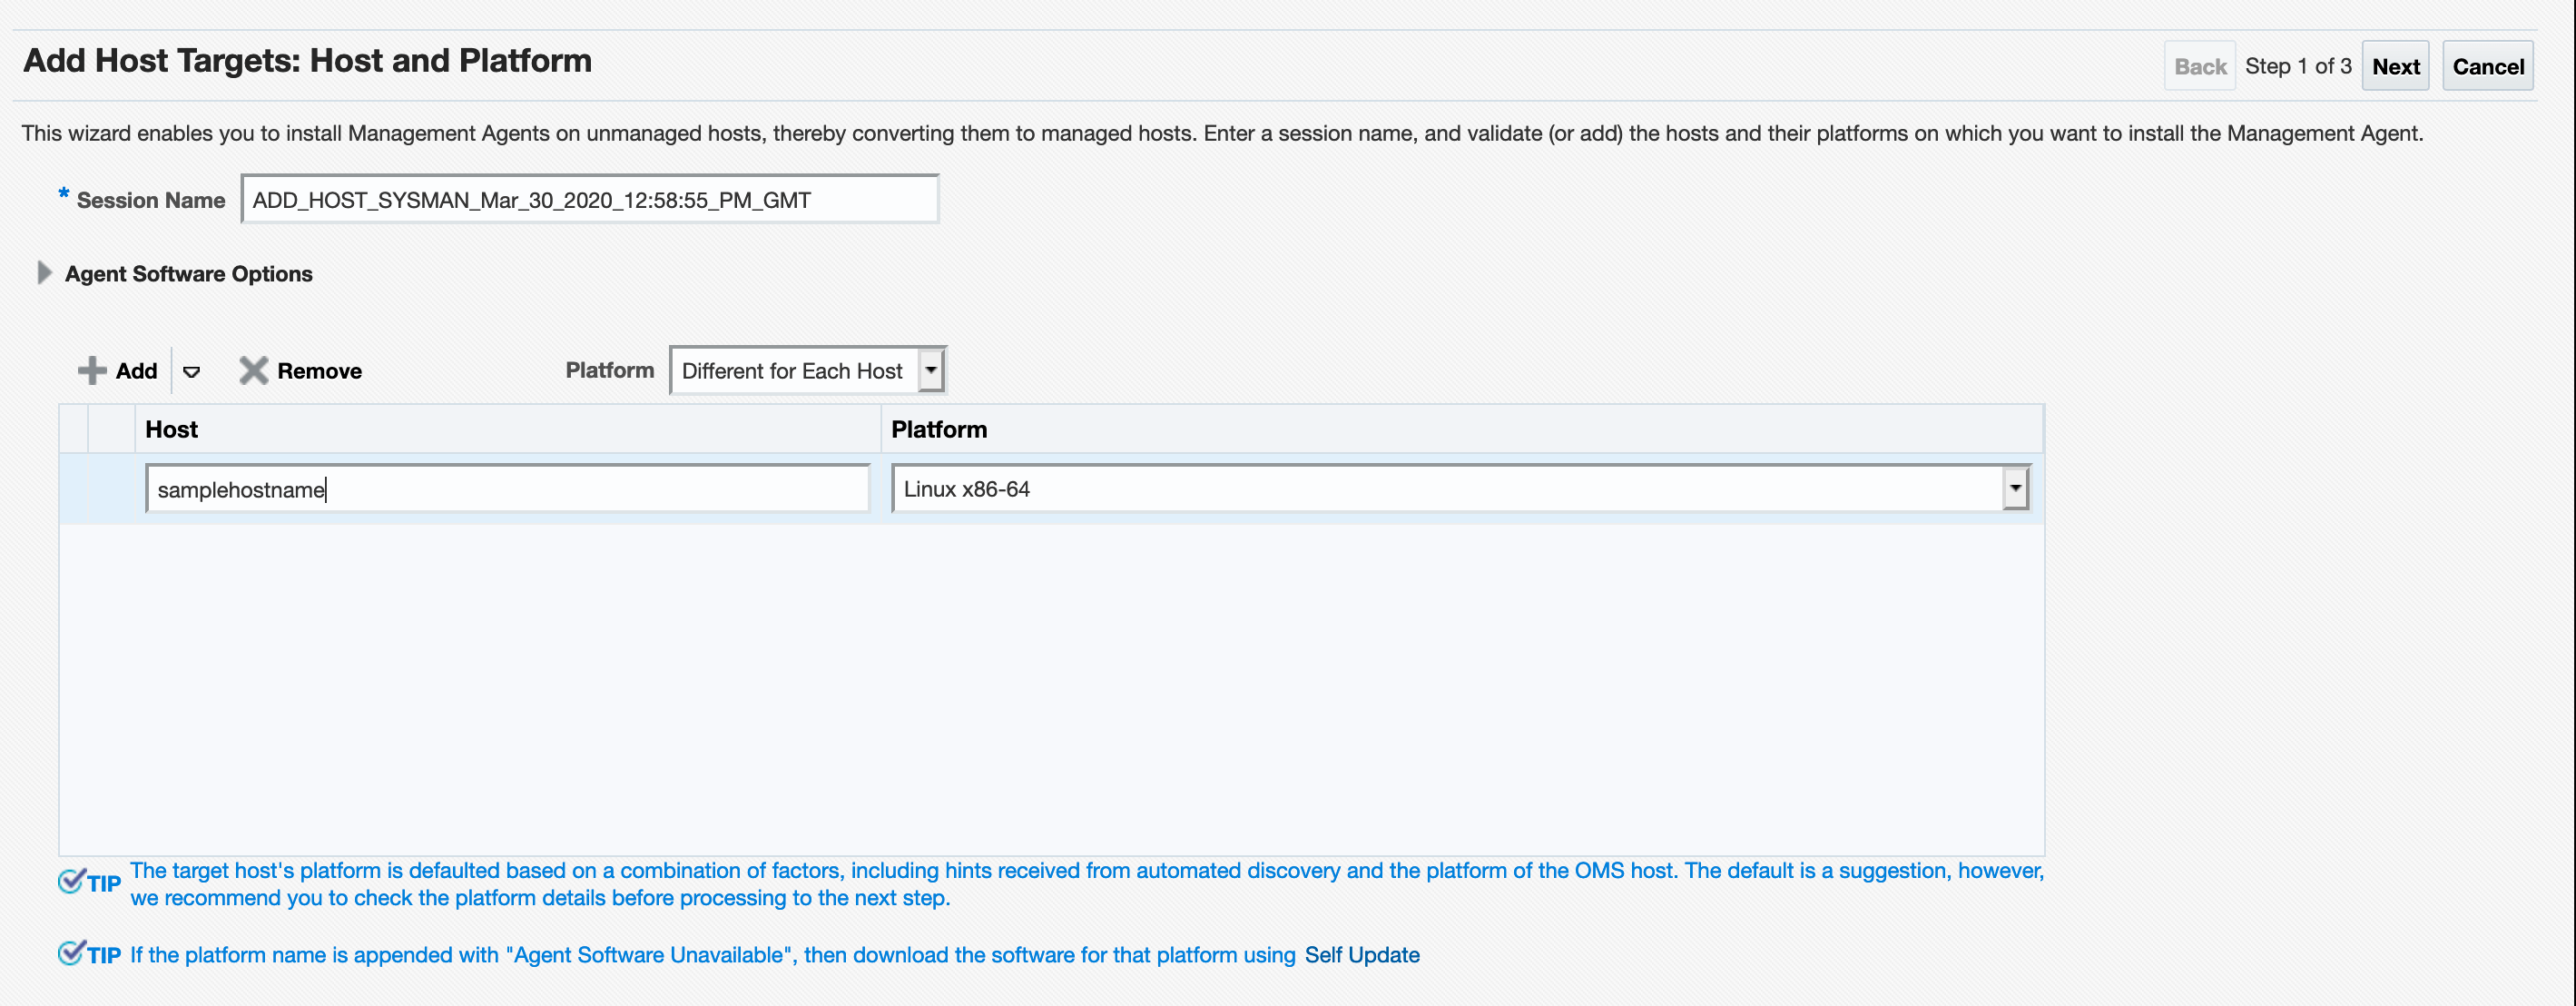 Add Host Targets: Host and Platform
Back Step 1 of 3 Next Cancel
This wizard enables you to install Management Agents on unmanaged hosts, thereby converting them to managed hosts. Enter a session name, and validate (or add) the hosts and their platforms on which you want to install the Management Agent.
* Session Name ADD_HOST_SYSMAN_Mar_30_2020_12:58:55_PM_GMT
Agent Software Options
Add Remove Platform Different for Each Host
Host Platform
samplehostname Linux x86-64
TIP The target host's platform is defaulted based on a combination of factors, including hints received from automated discovery and the platform of the OMS host. The default is a suggestion, however,
we recommend you to check the platform details before processing to the next step.
TIP If the platform name is appended with "Agent Software Unavailable", then download the software for that platform using Self Update